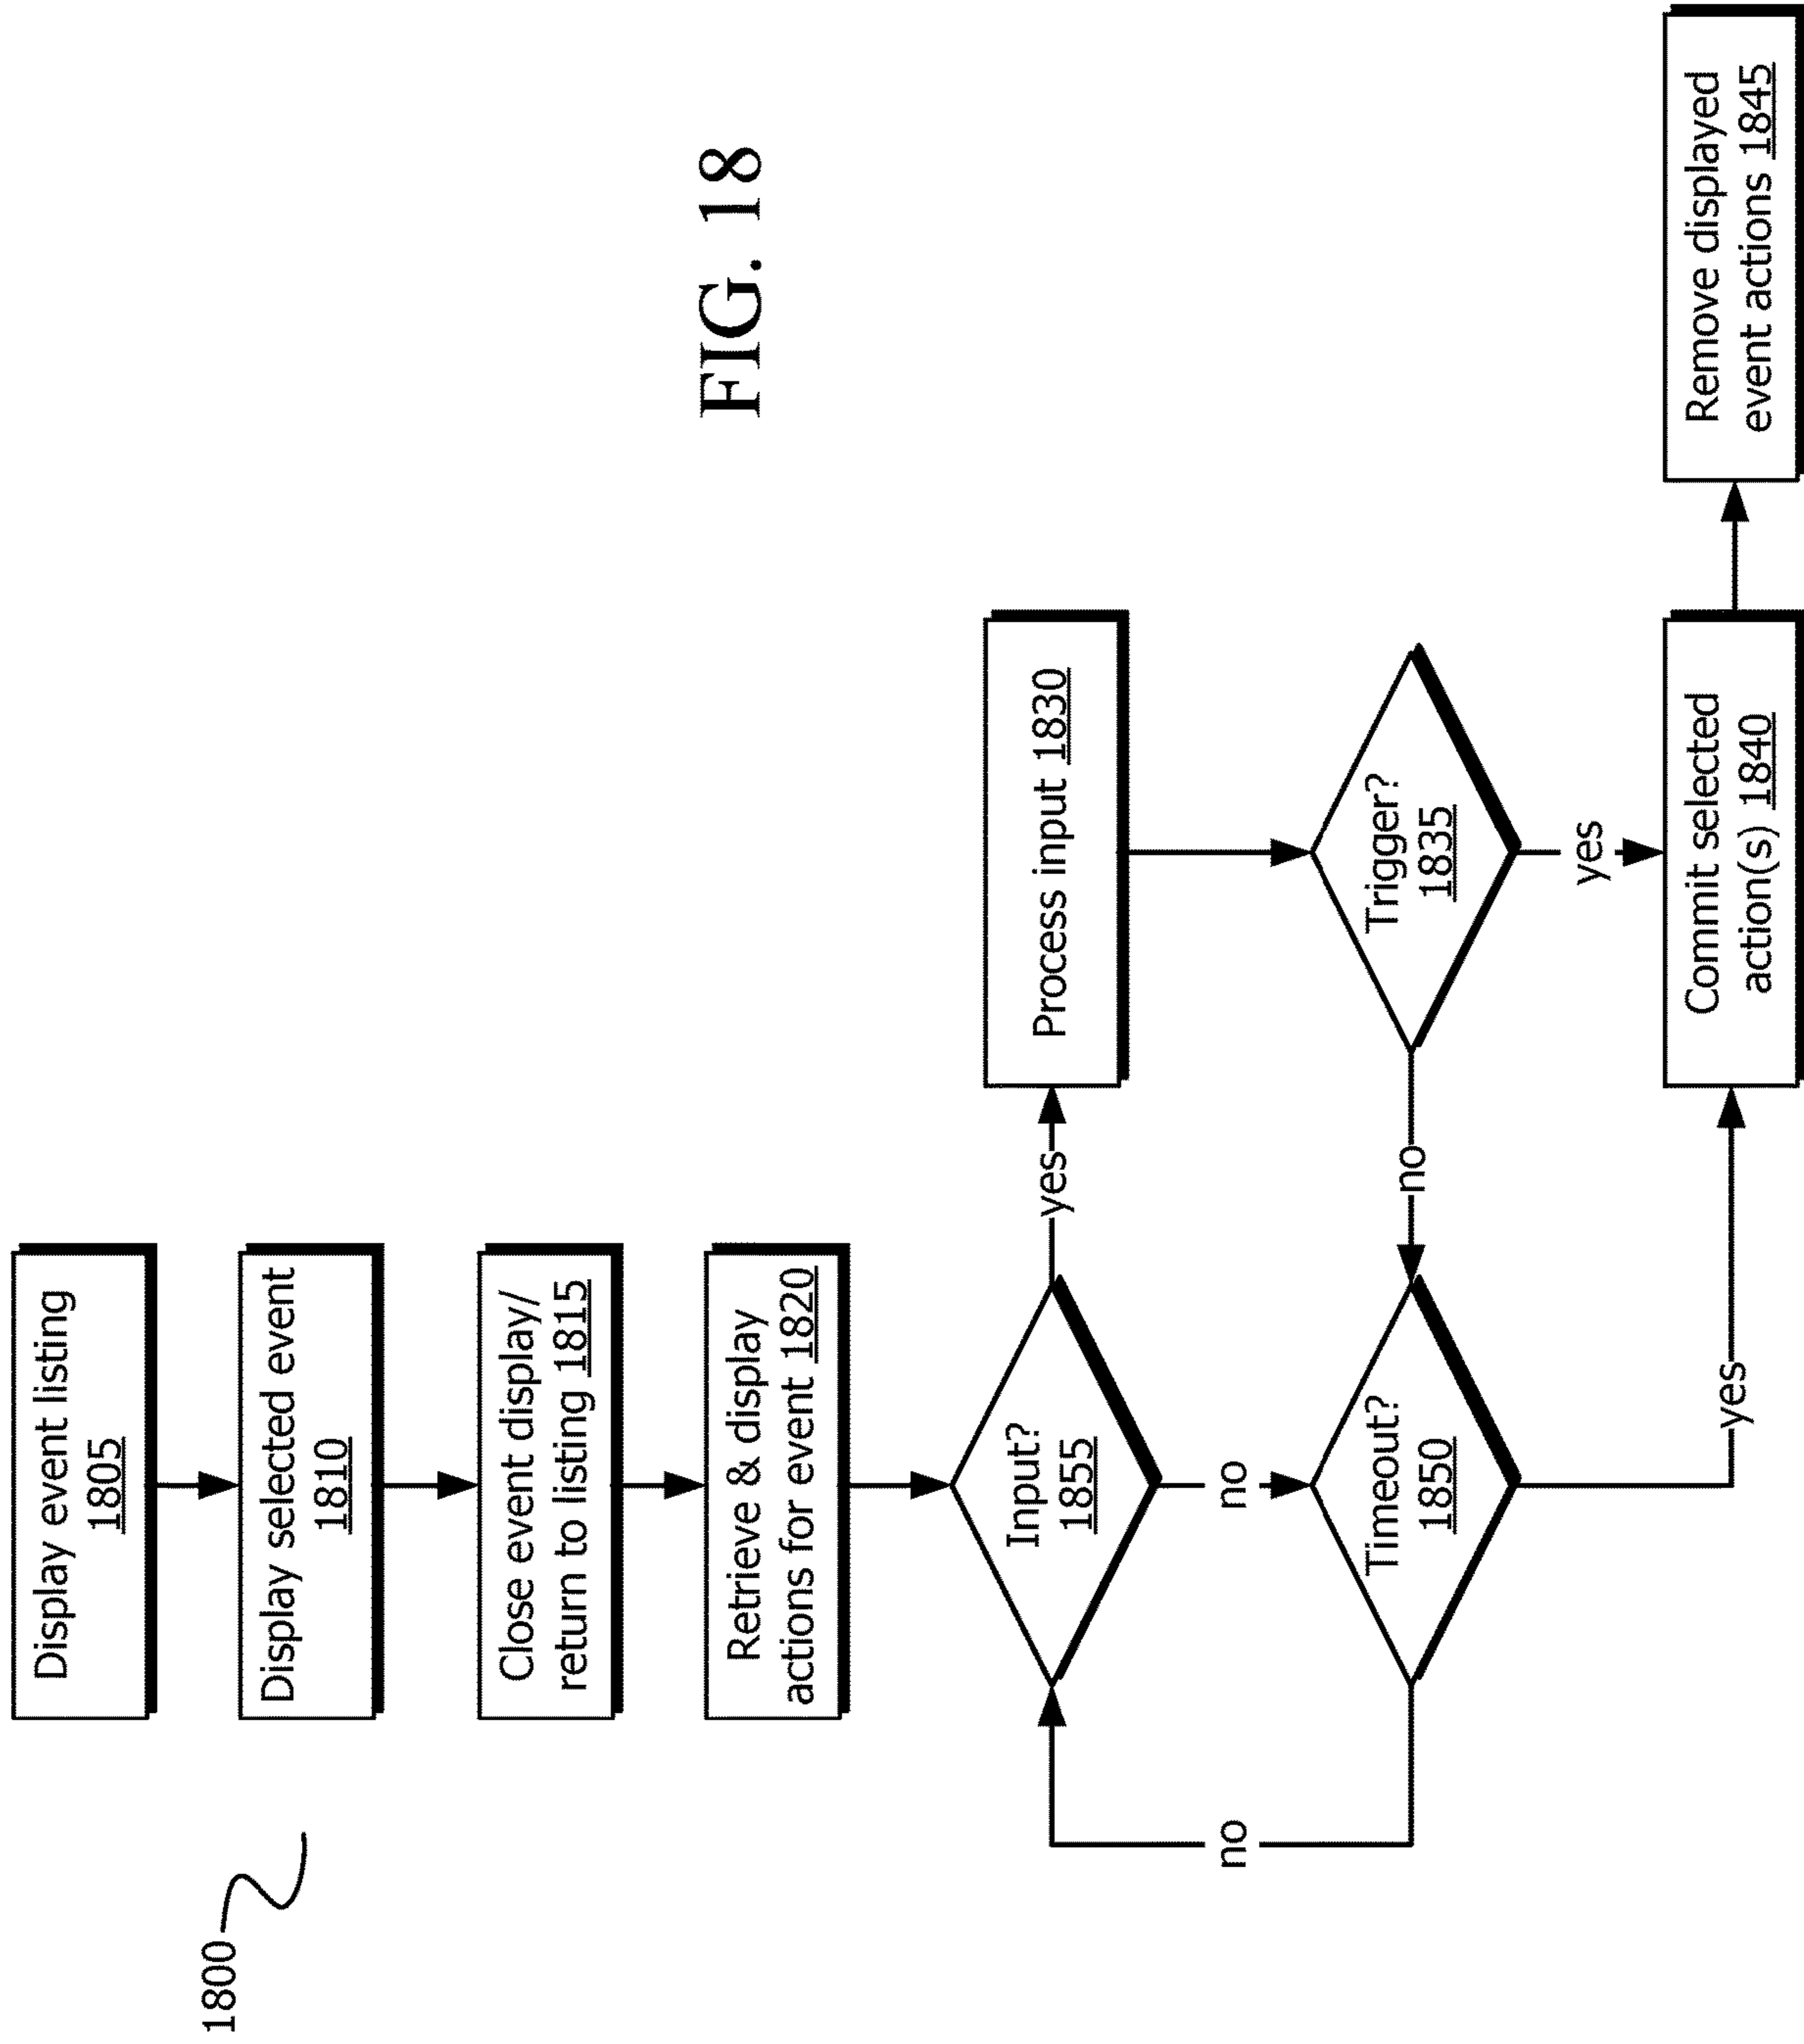 1800
Display event listing
1805
Display selected event
1810
Close event display/
return to listing 1815
Retrieve & display
actions for event 1820
Input?
1855
yes
Process input 1830
no
Trigger?
1835
no
Timeout?
1850
no
yes
yes
Commit selected
action(s) 1840
Remove displayed
event actions 1845
FIG. 18